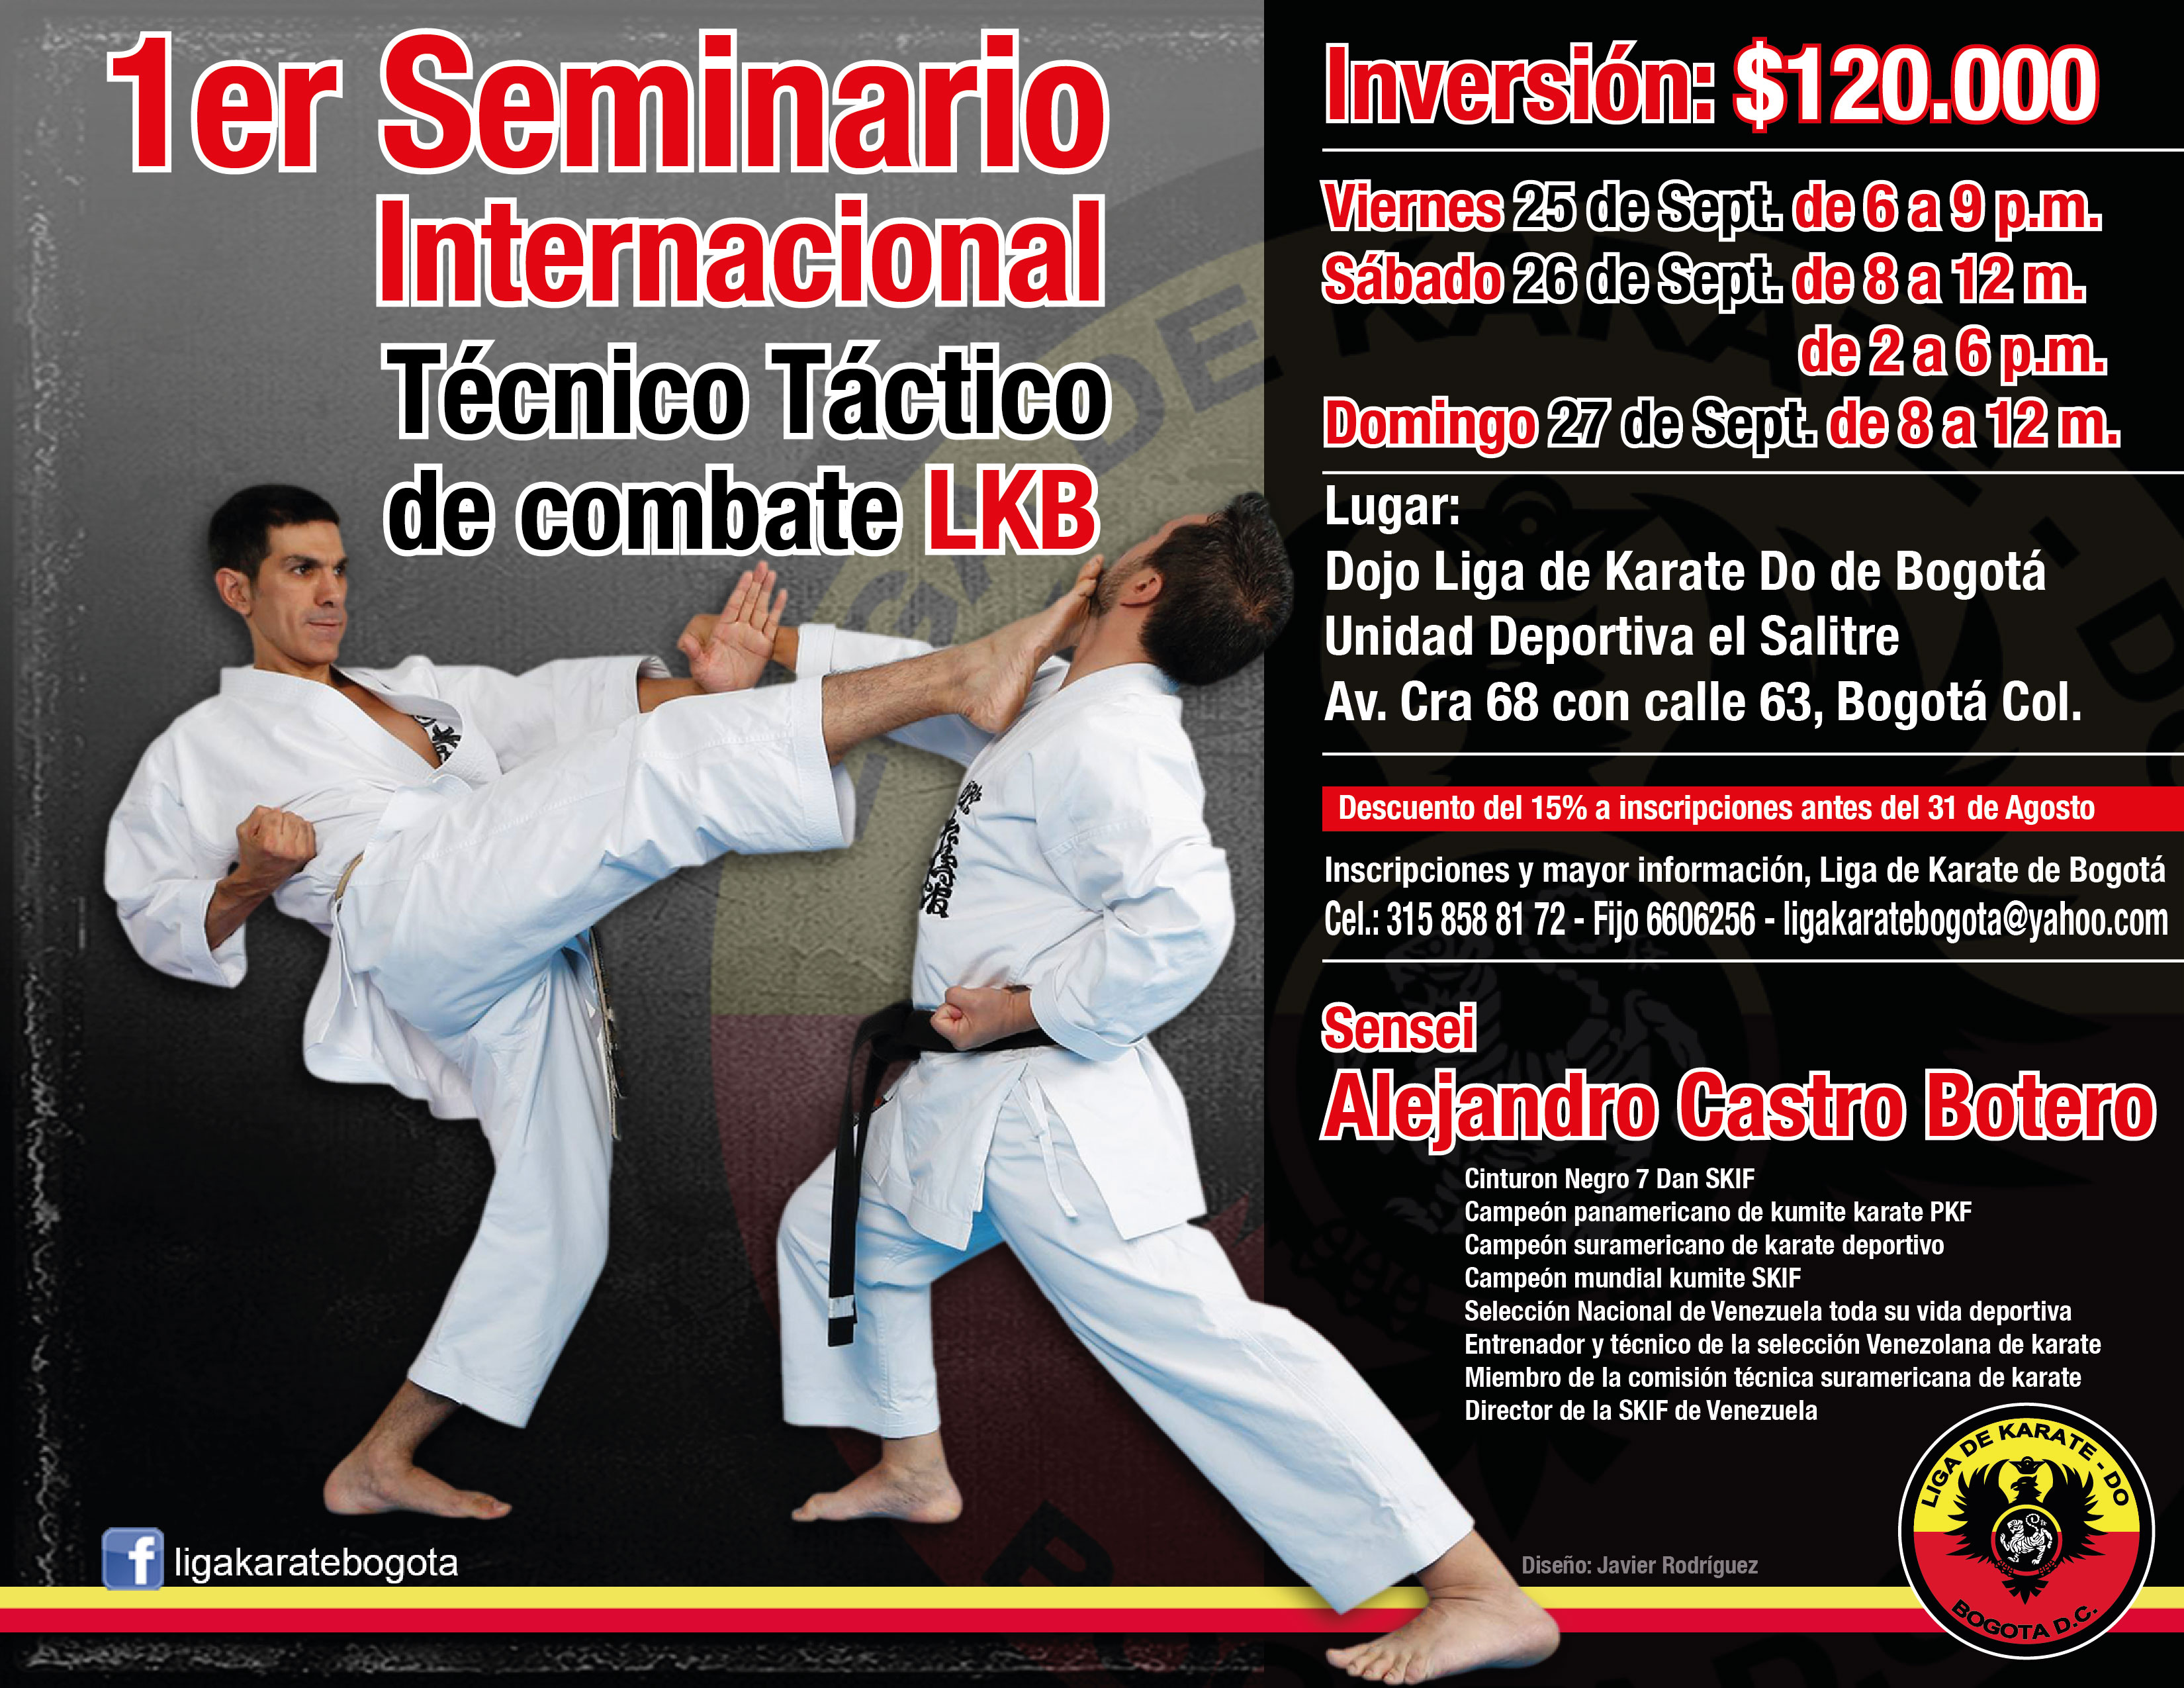 1er Seminario
Internacional
Técnico Táctico
de combate LKB
Inversión: $120.000
Viernes 25 de Sept. de 6 a 9 p.m.
Sábado 26 de Sept. de 8 a 12 m.
de 2 a 6 p.m.
Domingo 27 de Sept. de 8 a 12 m.
Lugar:
Dojo Liga de Karate Do de Bogotá
Unidad Deportiva el Salitre
Av. Cra 68 con calle 63, Bogotá Col.
Descuento del 15% a inscripciones antes del 31 de Agosto
Inscripciones y mayor información, Liga de Karate de Bogotá
Cel.: 315 858 81 72 - Fijo 6606256 - ligakaratebogota@yahoo.com
Sensei
Alejandro Castro Botero
Cinturon Negro 7 Dan SKIF
Campeón panamericano de kumite karate PKF
Campeón suramericano de karate deportivo
Campeón mundial kumite SKIF
Selección Nacional de Venezuela toda su vida deportiva
Entrenador y técnico de la selección Venezolana de karate
Miembro de la comisión técnica suramericana de karate
Director de la SKIF de Venezuela
LIGA DE KARATE - DO
BOGOTA D.C.
Diseño: Javier Rodríguez
ligakaratebogota